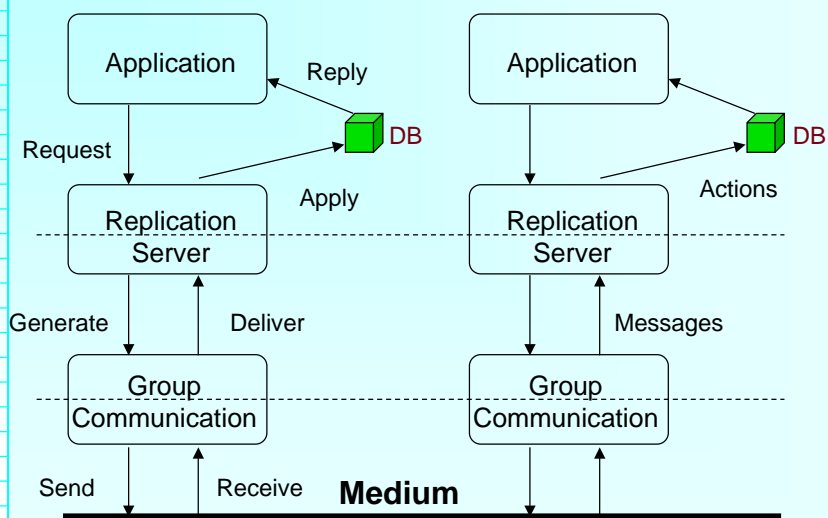 Application
Reply
Application
DB
DB
Request
Apply
Actions
Replication
Server
Replication
Server
Generate
Deliver
Messages
Group
Communication
Group
Communication
Send
Receive
Medium